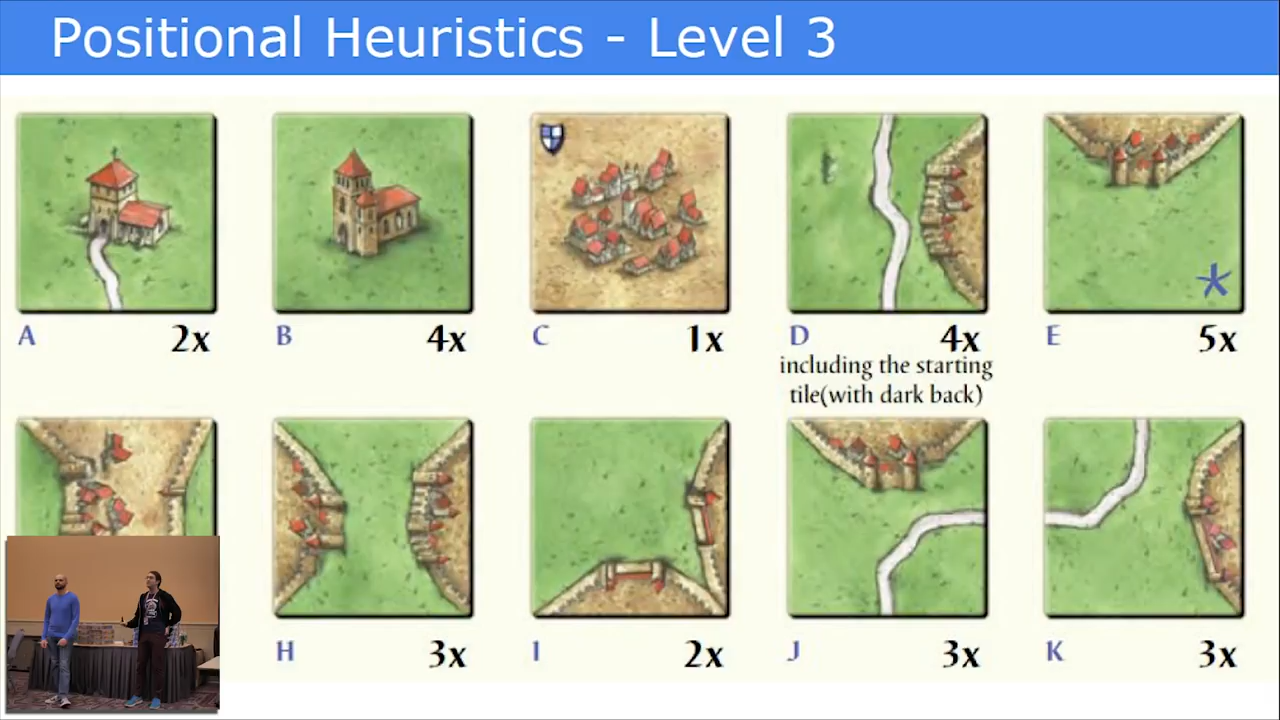 Positional Heuristics - Level 3
A 2x
B 4x
C 1x
D 4x
including the starting
tile(with dark back)
E 5x
H 3x
I 2x
J 3x
K 3x